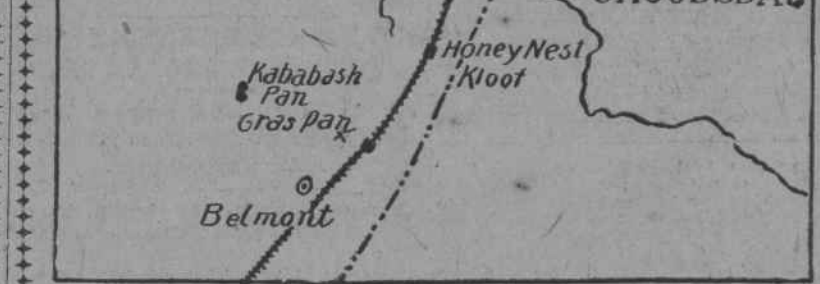 Honey Nest
Kloof
Kababash
Pan
Gras Pan
Belmont